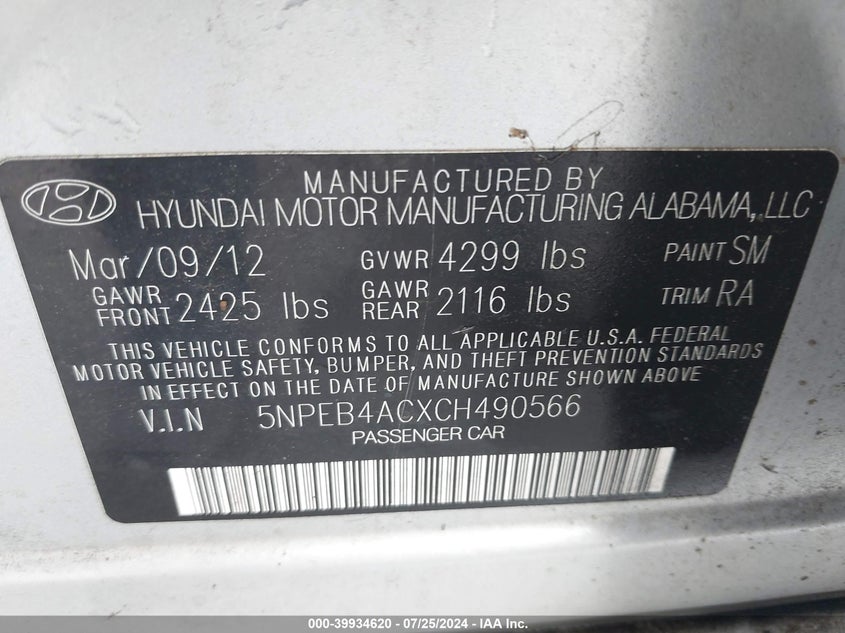 MANUFACTURED BY
HYUNDAI MOTOR MANUFACTURING ALABAMA, LLC
Mar/09/12 GVWR 4299 lbs PAINT SM
GAWR FRONT 2425 lbs GAWR REAR 2116 lbs TRIM RA
THIS VEHICLE CONFORMS TO ALL APPLICABLE U.S.A. FEDERAL
MOTOR VEHICLE SAFETY, BUMPER, AND THEFT PREVENTION STANDARDS
IN EFFECT ON THE DATE OF MANUFACTURE SHOWN ABOVE
V.I.N 5NPEB4ACXCH490566
PASSENGER CAR
000-39934620 - 07/25/2024 - IAA Inc.